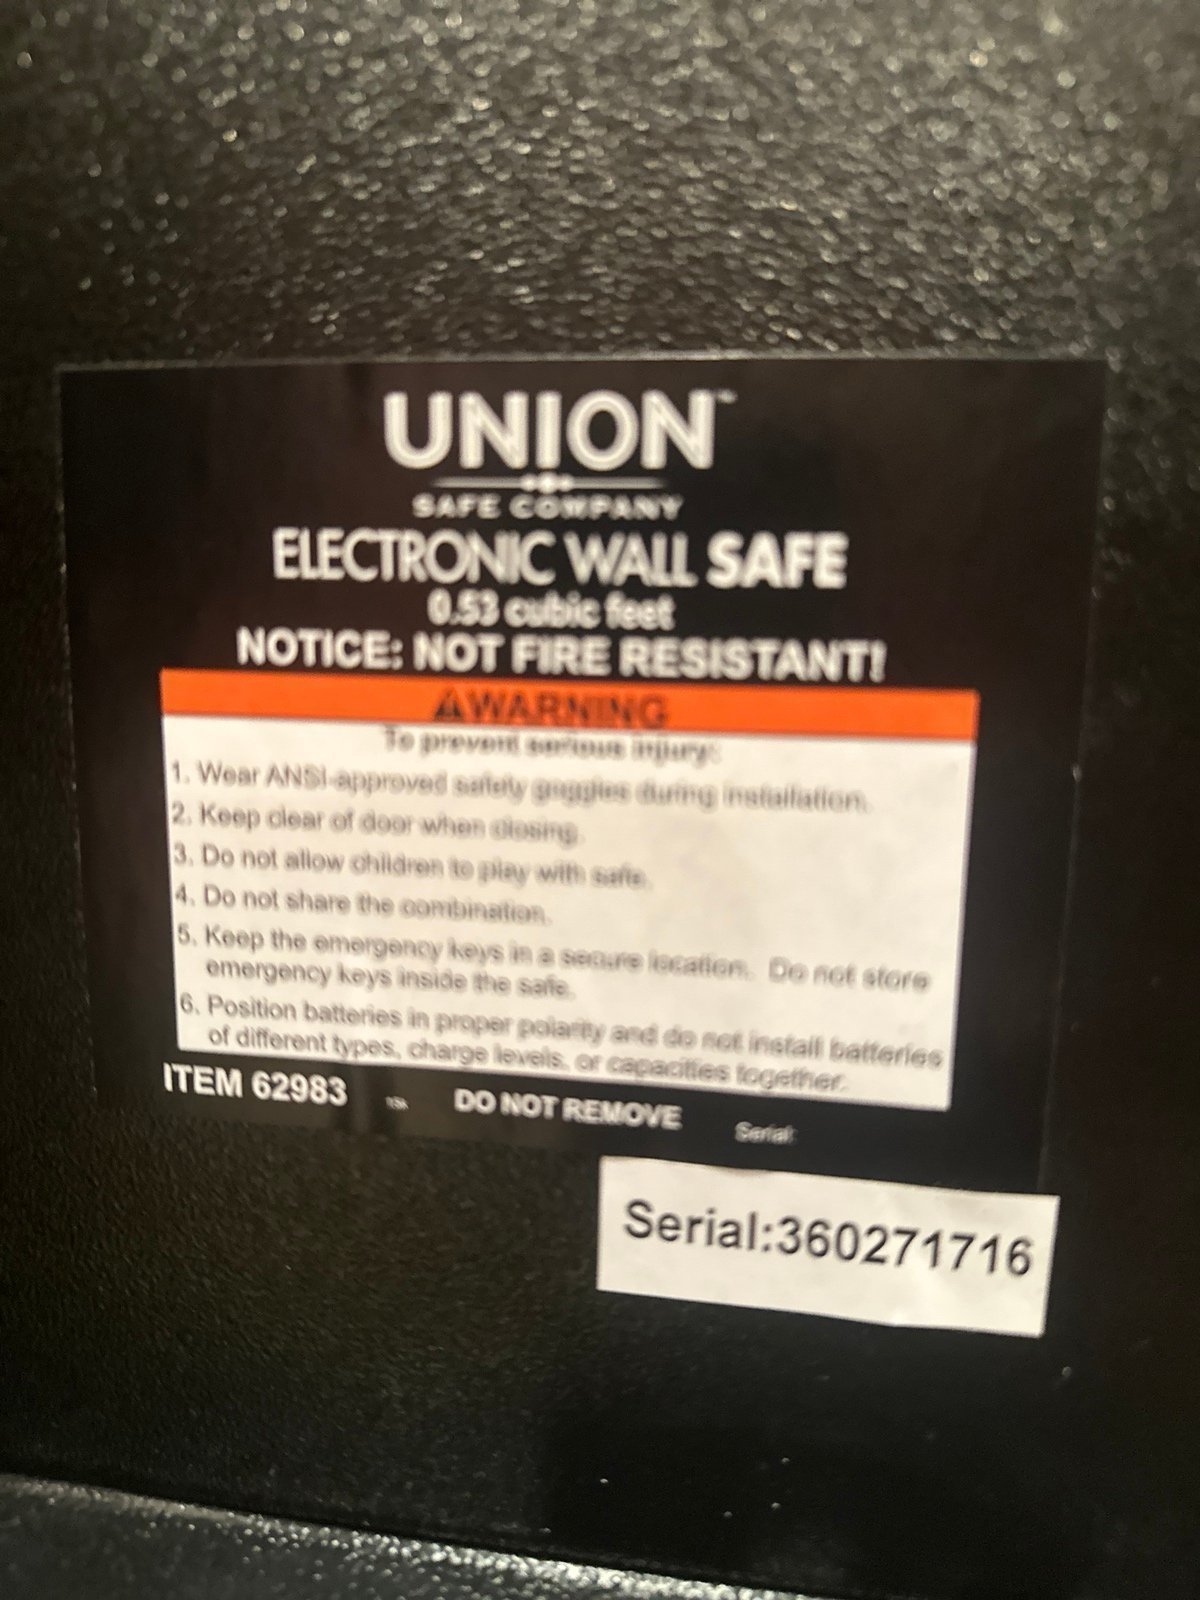 UNION™
SAFE COMPANY
ELECTRONIC WALL SAFE
0.53 cubic feet
NOTICE: NOT FIRE RESISTANT!
⚠WARNING
To prevent serious injury:
1. Wear ANSI-approved safety goggles during installation.
2. Keep clear of door when closing.
3. Do not allow children to play with safe.
4. Do not share the combination.
5. Keep the emergency keys in a secure location. Do not store
emergency keys inside the safe.
6. Position batteries in proper polarity and do not install batteries
of different types, charge levels, or capacities together.
ITEM 62983 DO NOT REMOVE Serial:
Serial:360271716